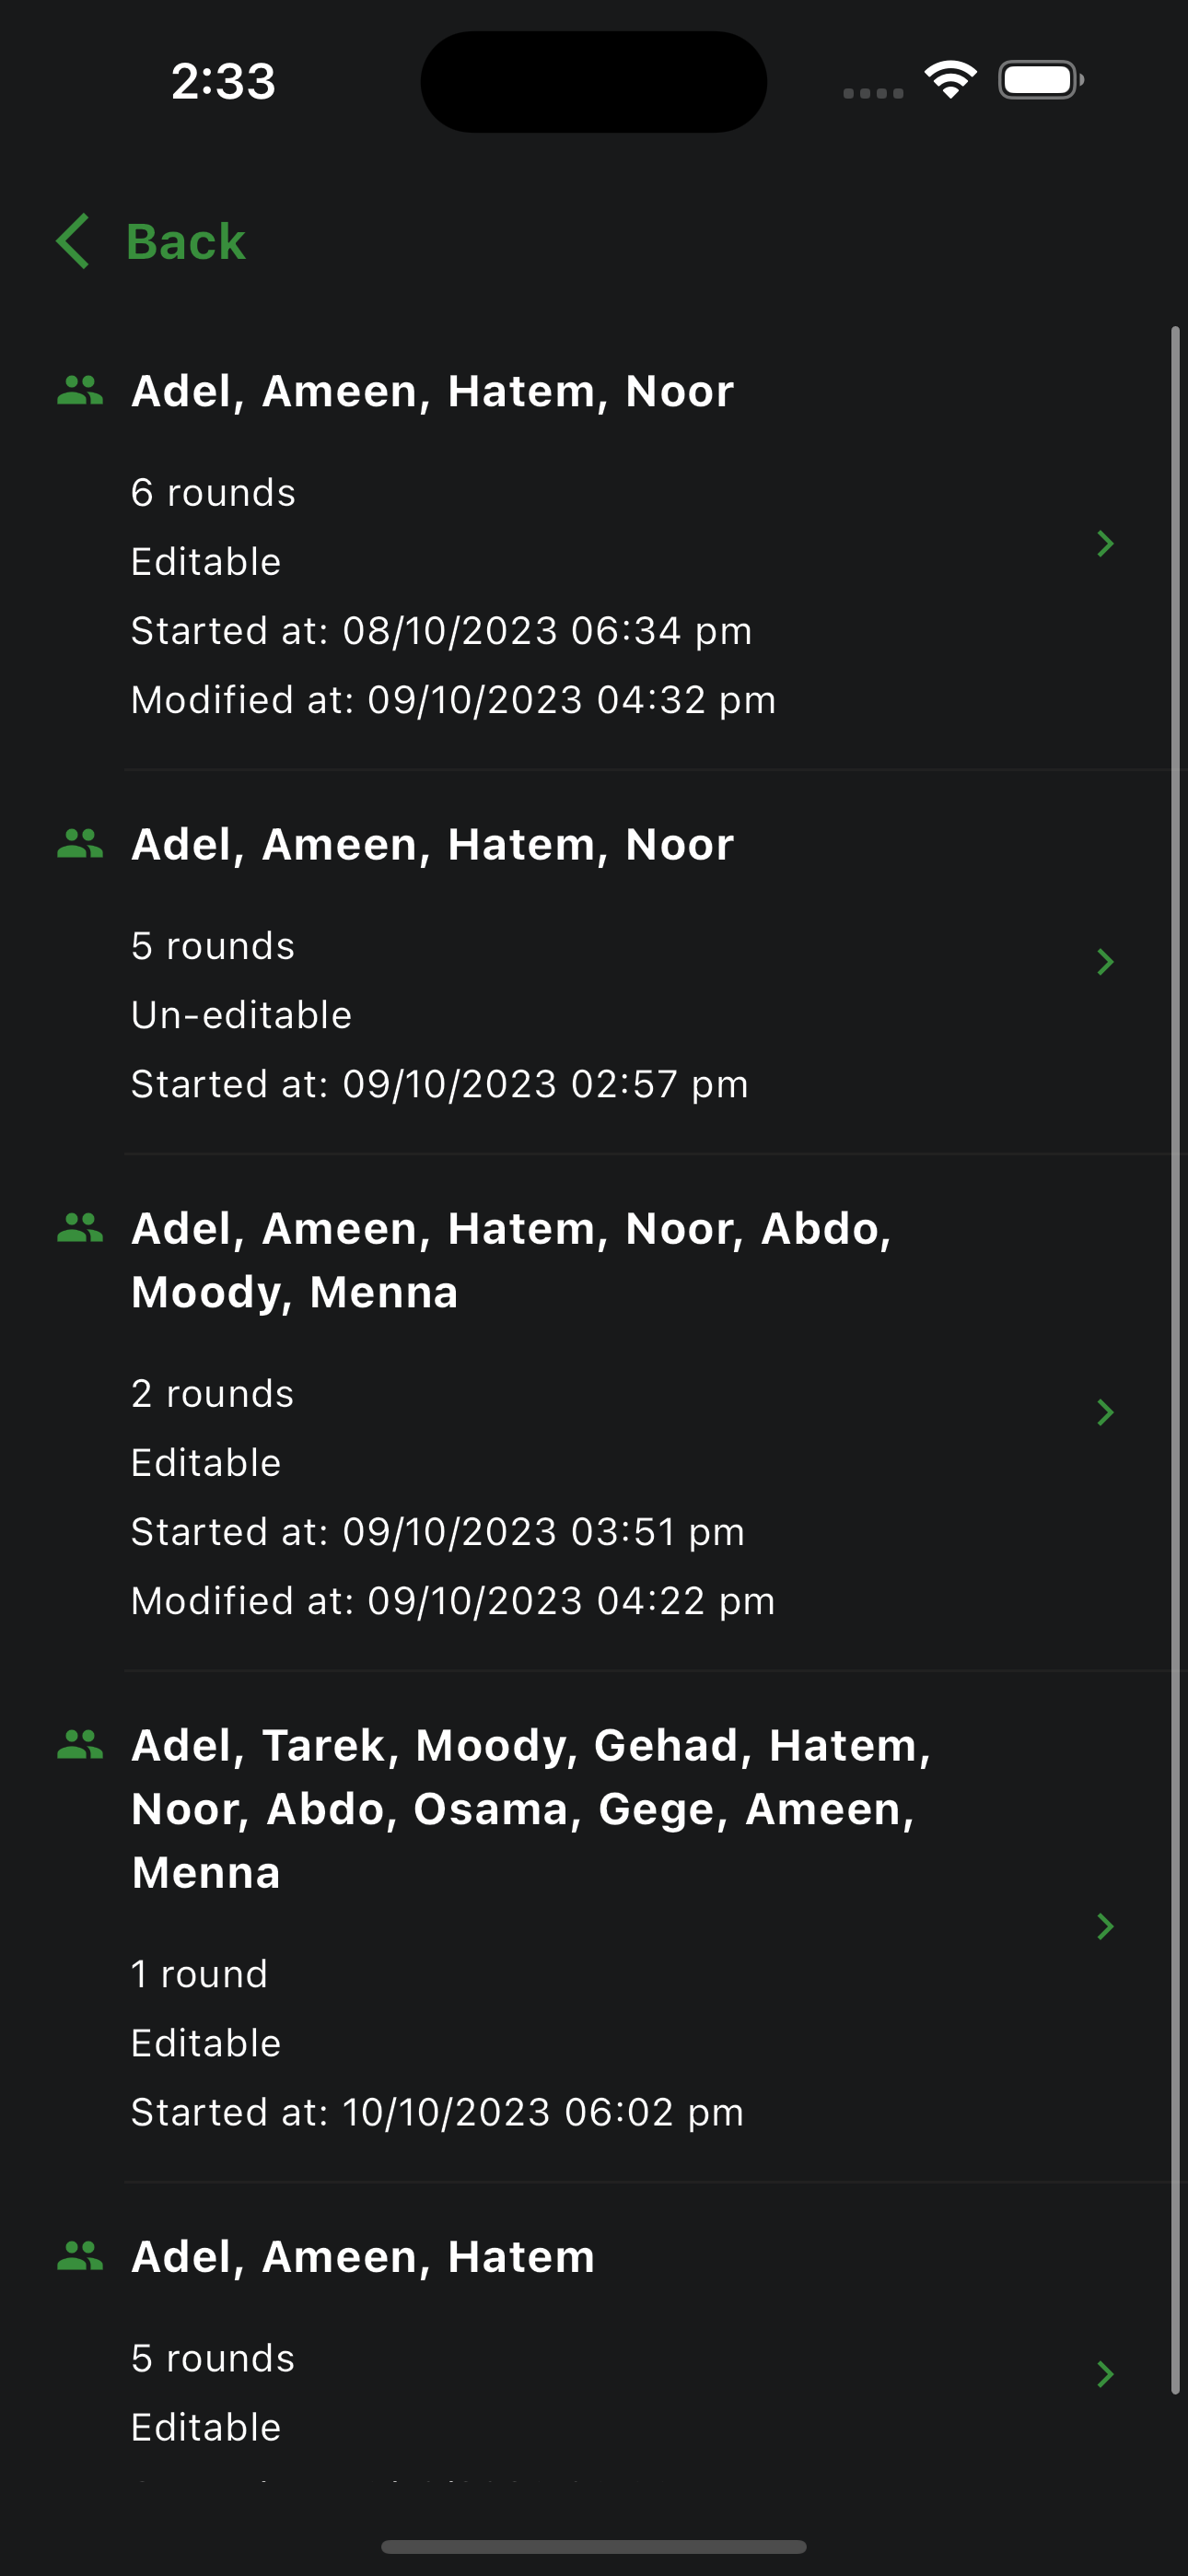 2:33
Back
Adel, Ameen, Hatem, Noor
6 rounds
Editable
Started at: 08/10/2023 06:34 pm
Modified at: 09/10/2023 04:32 pm
Adel, Ameen, Hatem, Noor
5 rounds
Un-editable
Started at: 09/10/2023 02:57 pm
Adel, Ameen, Hatem, Noor, Abdo,
Moody, Menna
2 rounds
Editable
Started at: 09/10/2023 03:51 pm
Modified at: 09/10/2023 04:22 pm
Adel, Tarek, Moody, Gehad, Hatem,
Noor, Abdo, Osama, Gege, Ameen,
Menna
1 round
Editable
Started at: 10/10/2023 06:02 pm
Adel, Ameen, Hatem
5 rounds
Editable